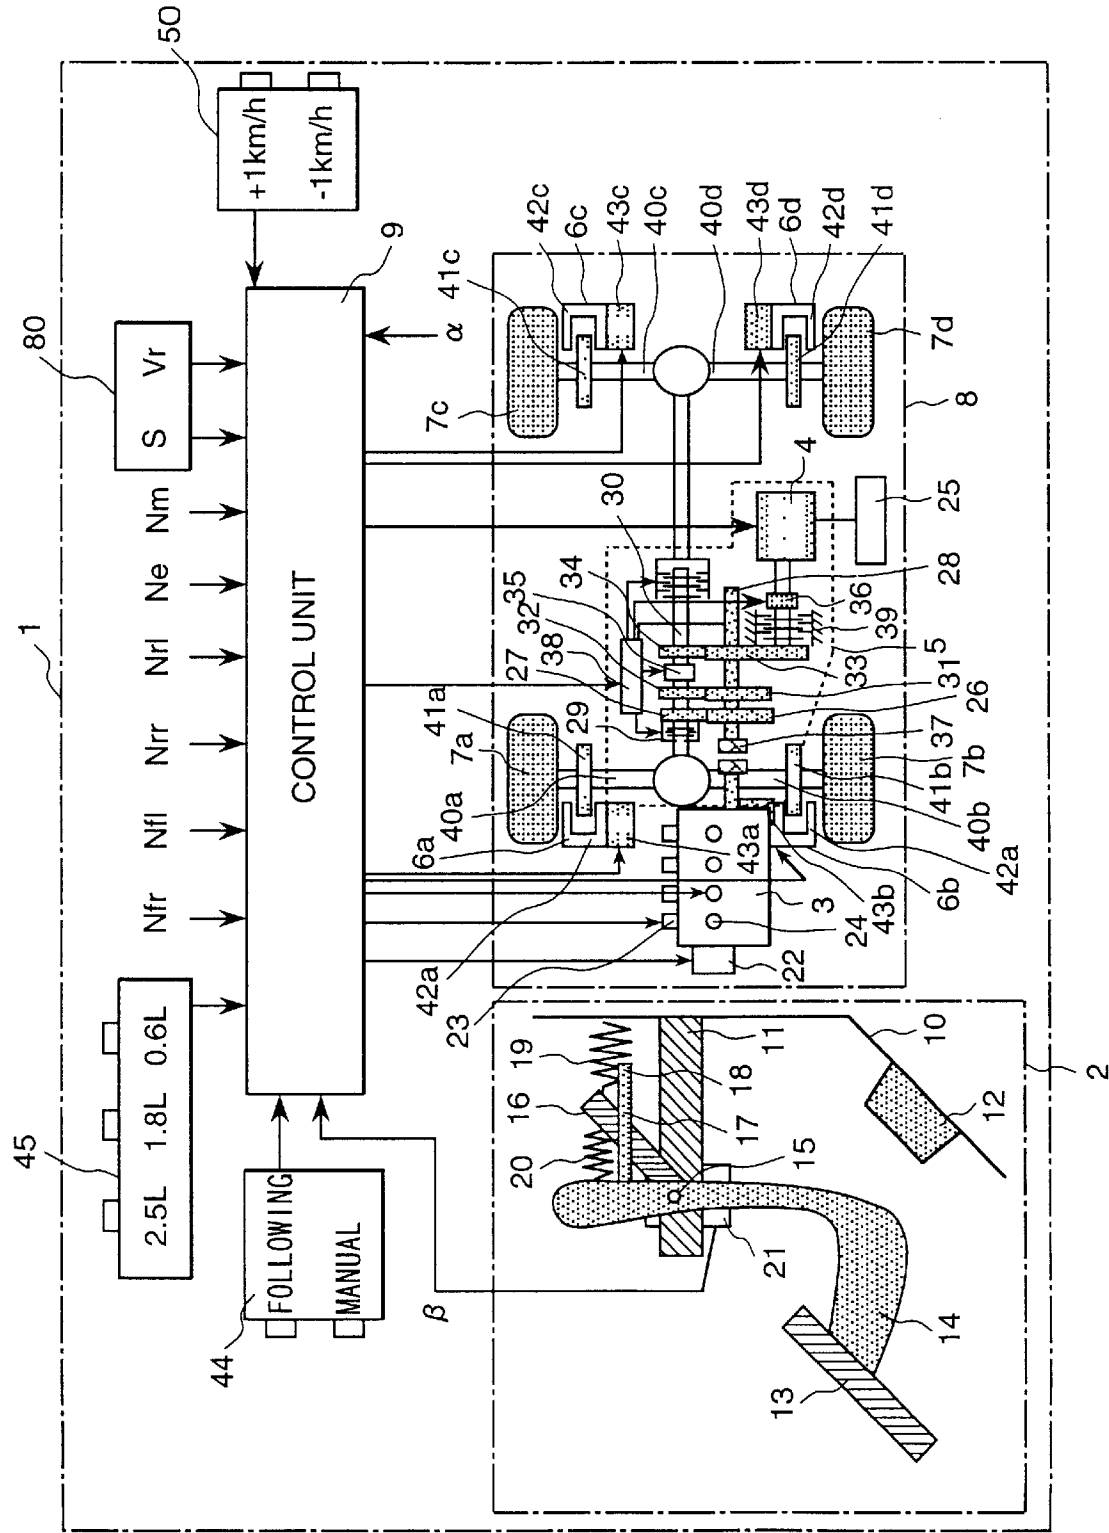 1
45
2.5L 1.8L 0.6L
Nfr Nfl Nrr Nrl Ne Nm
80
S Vr
50
+1km/h
-1km/h
44
FOLLOWING
MANUAL
CONTROL UNIT
9
α
β
42a
23
6a
40a
7a
41a
29
27
38
32
35
34
30
7c
41c
42c
6c
43c
40c
40d
43d
6d
42d
41d
7d
8
4
25
28
36
39
5
33
31
26
37
7b
41b
40b
42a
6b
43b
24
3
43a
22
20
16
19
18
17
11
15
21
10
12
2
14
13